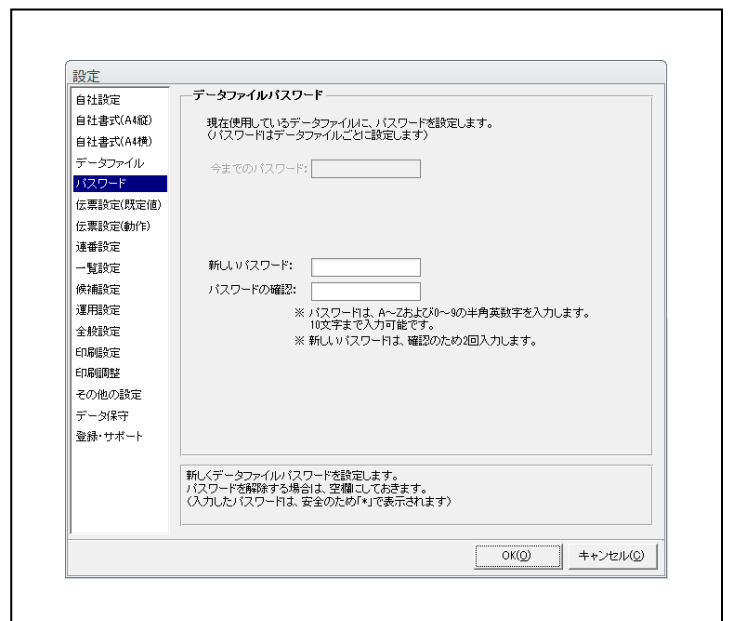 設定
自社設定
自社書式(A4縦)
自社書式(A4横)
データファイル
パスワード
伝票設定(既定値)
伝票設定(動作)
連番設定
一覧設定
候補設定
運用設定
全般設定
印刷設定
印刷調整
その他の設定
データ保守
登録・サポート
データファイルパスワード
現在使用しているデータファイルに、パスワードを設定します。
(パスワードはデータファイルごとに設定します)
今までのパスワード:
新しいパスワード:
パスワードの確認:
※ パスワードは、A~Zおよび0~9の半角英数字を入力します。
10文字まで入力可能です。
※ 新しいパスワードは、確認のため2回入力します。
新しくデータファイルパスワードを設定します。
パスワードを解除する場合は、空欄にしておきます。
(入力したパスワードは、安全のため「*」で表示されます)
OK(O)
キャンセル(C)